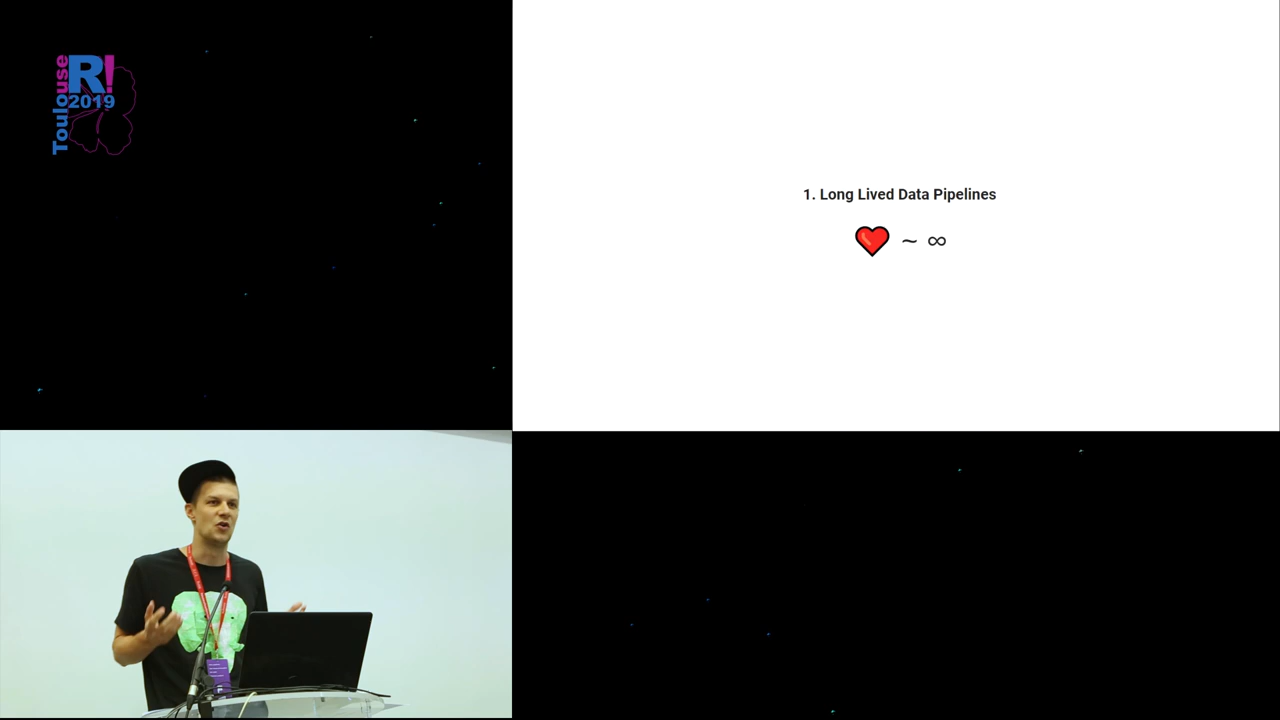 Toulouse
R!
2019
1. Long Lived Data Pipelines
~ ∞